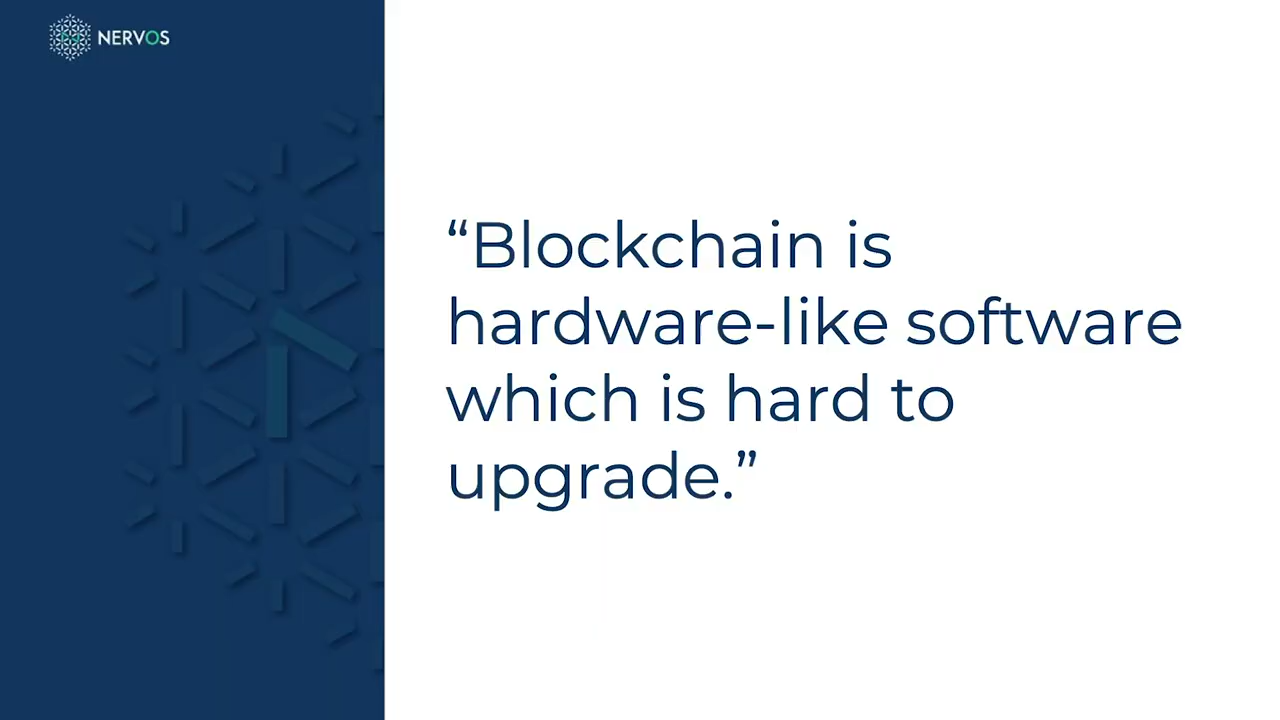 NERVOS
“Blockchain is
hardware-like software
which is hard to
upgrade.”